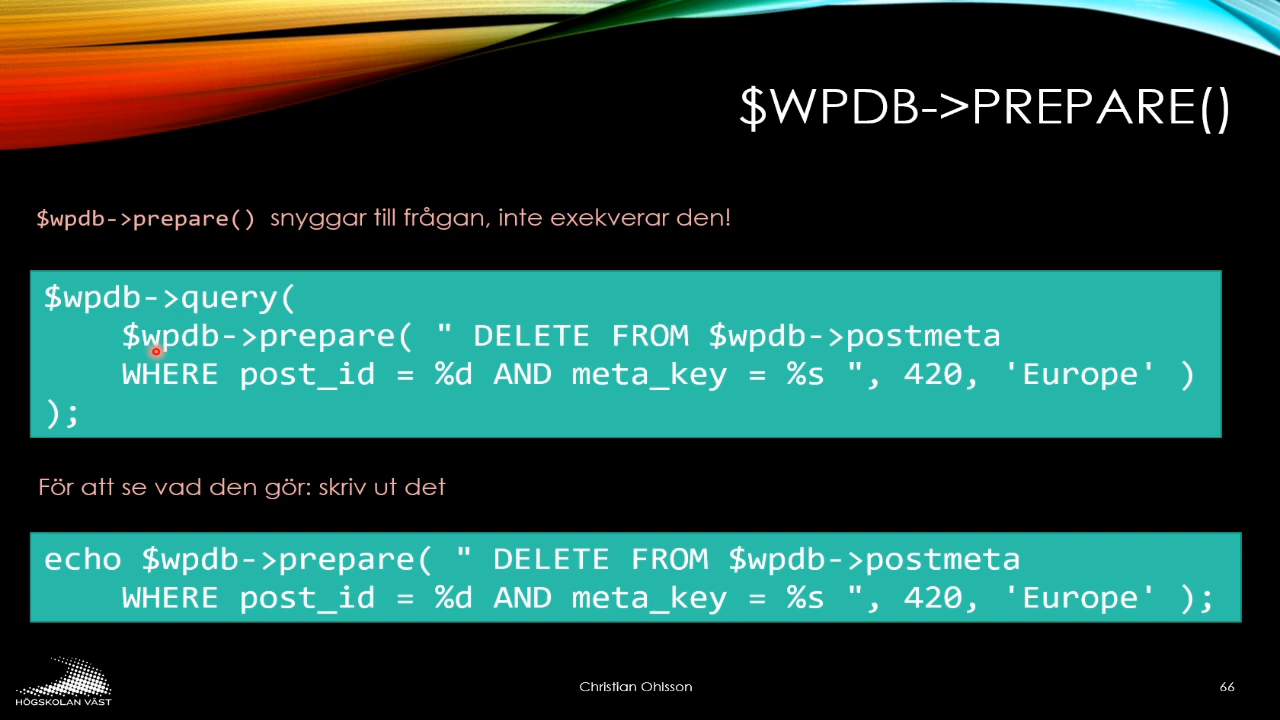 $WPDB->PREPARE()
$wpdb->prepare() snyggar till frågan, inte exekverar den!
$wpdb->query(
    $wpdb->prepare( " DELETE FROM $wpdb->postmeta
    WHERE post_id = %d AND meta_key = %s ", 420, 'Europe' )
);
För att se vad den gör: skriv ut det
echo $wpdb->prepare( " DELETE FROM $wpdb->postmeta
    WHERE post_id = %d AND meta_key = %s ", 420, 'Europe' );
HÖGSKOLAN VÄST
Christian Ohlsson
66